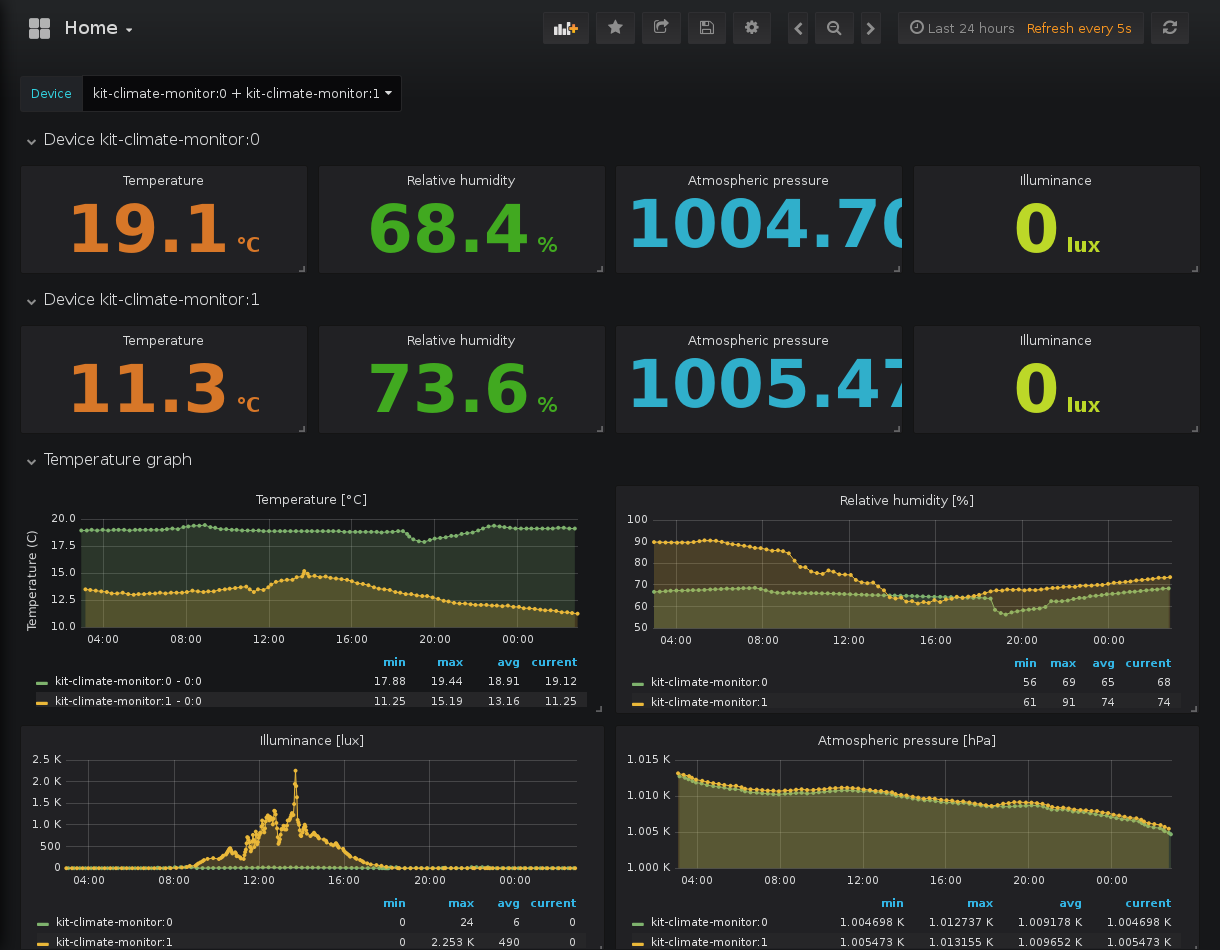 Home
Last 24 hours Refresh every 5s
Device kit-climate-monitor:0 + kit-climate-monitor:1
Device kit-climate-monitor:0
Temperature Relative humidity Atmospheric pressure Illuminance
19.1 °C 68.4 % 1004.70 0 lux
Device kit-climate-monitor:1
Temperature Relative humidity Atmospheric pressure Illuminance
11.3 °C 73.6 % 1005.47 0 lux
Temperature graph
Temperature [°C]
Temperature (C)
20.0
17.5
15.0
12.5
10.0
04:00 08:00 12:00 16:00 20:00 00:00
min max avg current
kit-climate-monitor:0 - 0:0 17.88 19.44 18.91 19.12
kit-climate-monitor:1 - 0:0 11.25 15.19 13.16 11.25
Relative humidity [%]
100
90
80
70
60
50
04:00 08:00 12:00 16:00 20:00 00:00
min max avg current
kit-climate-monitor:0 56 69 65 68
kit-climate-monitor:1 61 91 74 74
Illuminance [lux]
2.5 K
2.0 K
1.5 K
1.0 K
500
0
04:00 08:00 12:00 16:00 20:00 00:00
min max avg current
kit-climate-monitor:0 0 24 6 0
kit-climate-monitor:1 0 2.253 K 490 0
Atmospheric pressure [hPa]
1.015 K
1.010 K
1.005 K
1.000 K
04:00 08:00 12:00 16:00 20:00 00:00
min max avg current
kit-climate-monitor:0 1.004698 K 1.012737 K 1.009178 K 1.004698 K
kit-climate-monitor:1 1.005473 K 1.013155 K 1.009652 K 1.005473 K